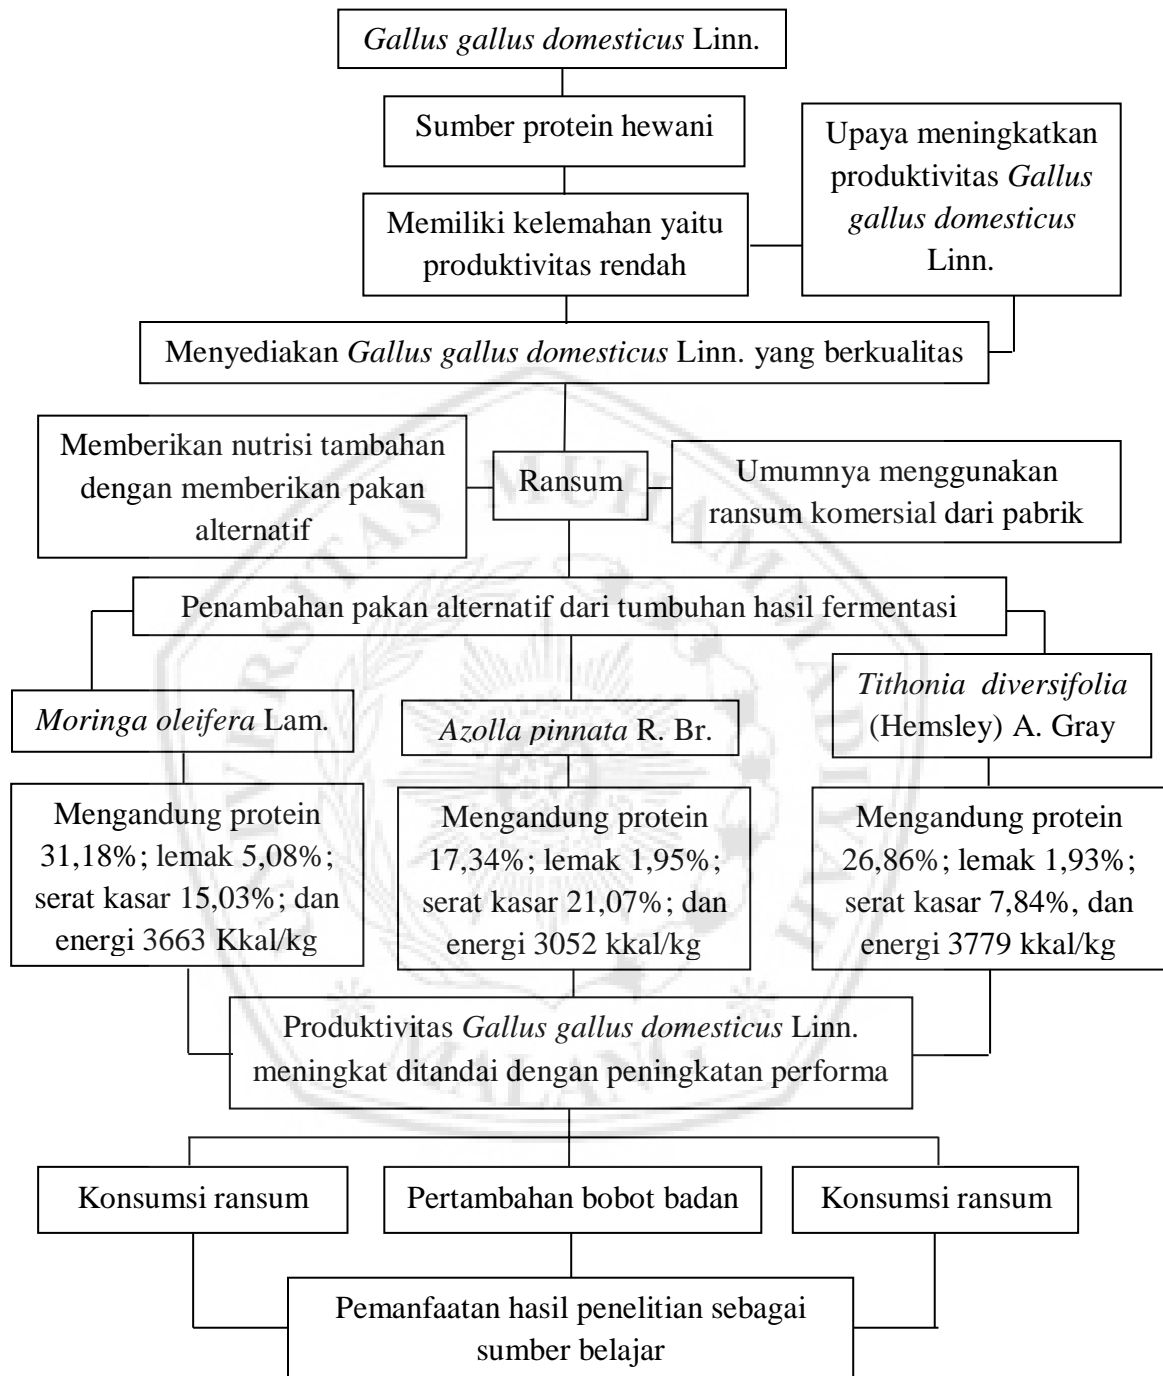 Gallus gallus domesticus Linn.
Sumber protein hewani
Upaya meningkatkan
produktivitas Gallus
gallus domesticus
Linn.
Memiliki kelemahan yaitu
produktivitas rendah
Menyediakan Gallus gallus domesticus Linn. yang berkualitas
Memberikan nutrisi tambahan
dengan memberikan pakan
alternatif
Ransum
Umumnya menggunakan
ransum komersial dari pabrik
Penambahan pakan alternatif dari tumbuhan hasil fermentasi
Moringa oleifera Lam.
Azolla pinnata R. Br.
Tithonia diversifolia
(Hemsley) A. Gray
Mengandung protein
31,18%; lemak 5,08%;
serat kasar 15,03%; dan
energi 3663 Kkal/kg
Mengandung protein
17,34%; lemak 1,95%;
serat kasar 21,07%; dan
energi 3052 kkal/kg
Mengandung protein
26,86%; lemak 1,93%;
serat kasar 7,84%, dan
energi 3779 kkal/kg
Produktivitas Gallus gallus domesticus Linn.
meningkat ditandai dengan peningkatan performa
Konsumsi ransum
Pertambahan bobot badan
Konsumsi ransum
Pemanfaatan hasil penelitian sebagai
sumber belajar
UNIVERSITAS MUHAMMADIYAH
MALANG